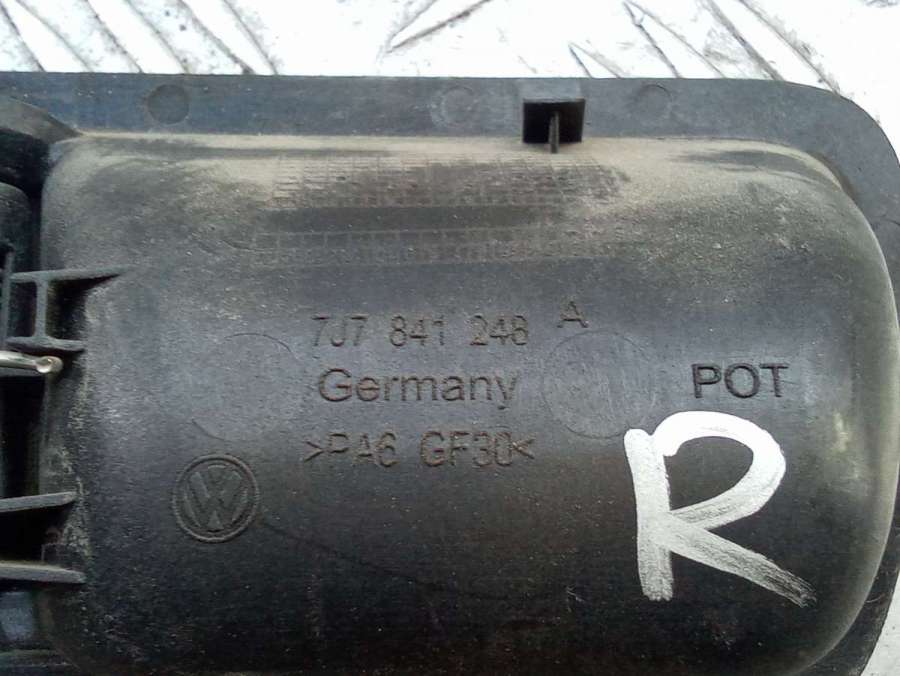 7J7 841 248 A
Germany
POT
>PA6 GF30<
R